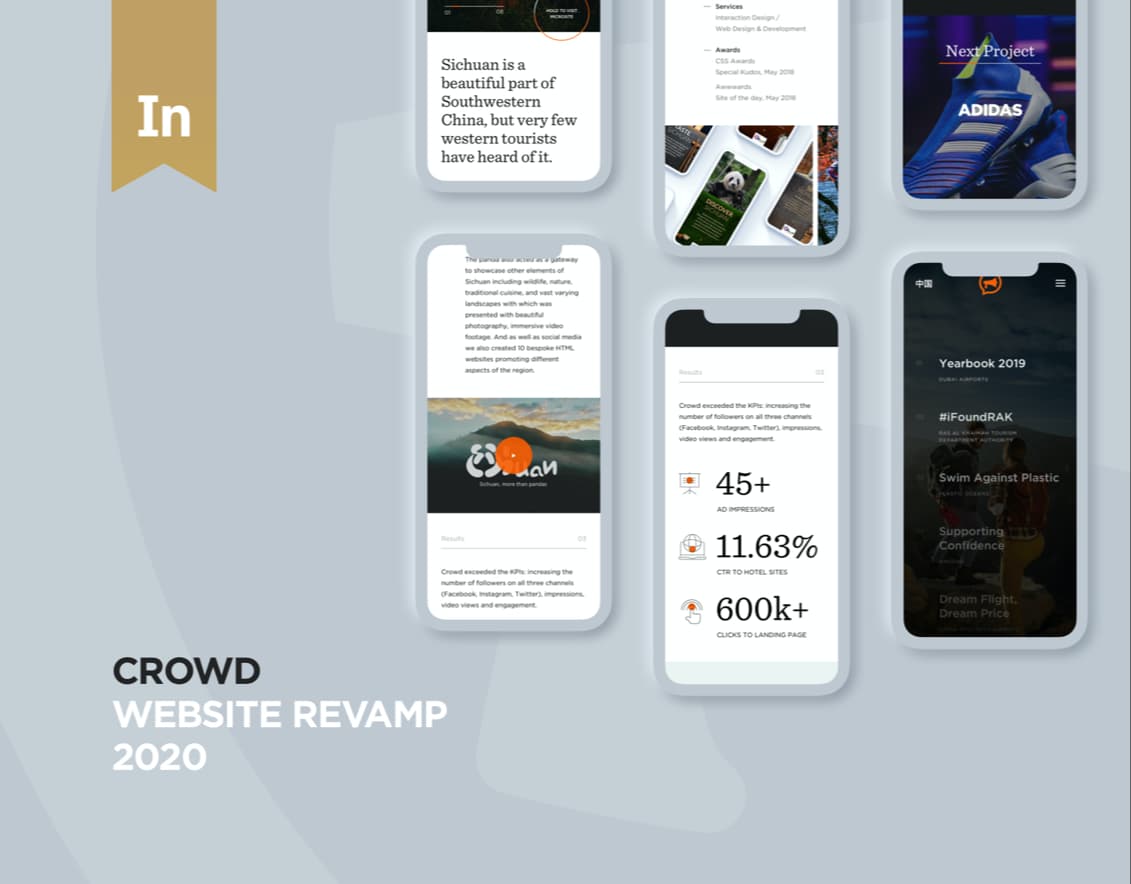 In
CROWD
WEBSITE REVAMP
2020
01
06
HOLD TO VISIT
MICROSITE
Sichuan is a
beautiful part of
Southwestern
China, but very few
western tourists
have heard of it.
The panda also acted as a gateway
to showcase other elements of
Sichuan including wildlife, nature,
traditional cuisine, and vast varying
landscapes with which was
presented with beautiful
photography, immersive video
footage. And as well as social media
we also created 10 bespoke HTML
websites promoting different
aspects of the region.
Sichuan, more than pandas
Results
03
Crowd exceeded the KPIs: increasing the
number of followers on all three channels
(Facebook, Instagram, Twitter), impressions,
video views and engagement.
— Services
Interaction Design /
Web Design & Development
— Awards
CSS Awards
Special Kudos, May 2018
Awwwards
Site of the day, May 2018
DISCOVER
SICHUAN
Results
03
Crowd exceeded the KPIs: increasing the
number of followers on all three channels
(Facebook, Instagram, Twitter), impressions,
video views and engagement.
45+
AD IMPRESSIONS
11.63%
CTR TO HOTEL SITES
600k+
CLICKS TO LANDING PAGE
Next Project
ADIDAS
中国
Yearbook 2019
DUBAI AIRPORTS
#iFoundRAK
RAS AL KHAIMAH TOURISM
DEPARTMENT AUTHORITY
Swim Against Plastic
PLASTIC OCEANS
Supporting
Confidence
Dream Flight,
Dream Price